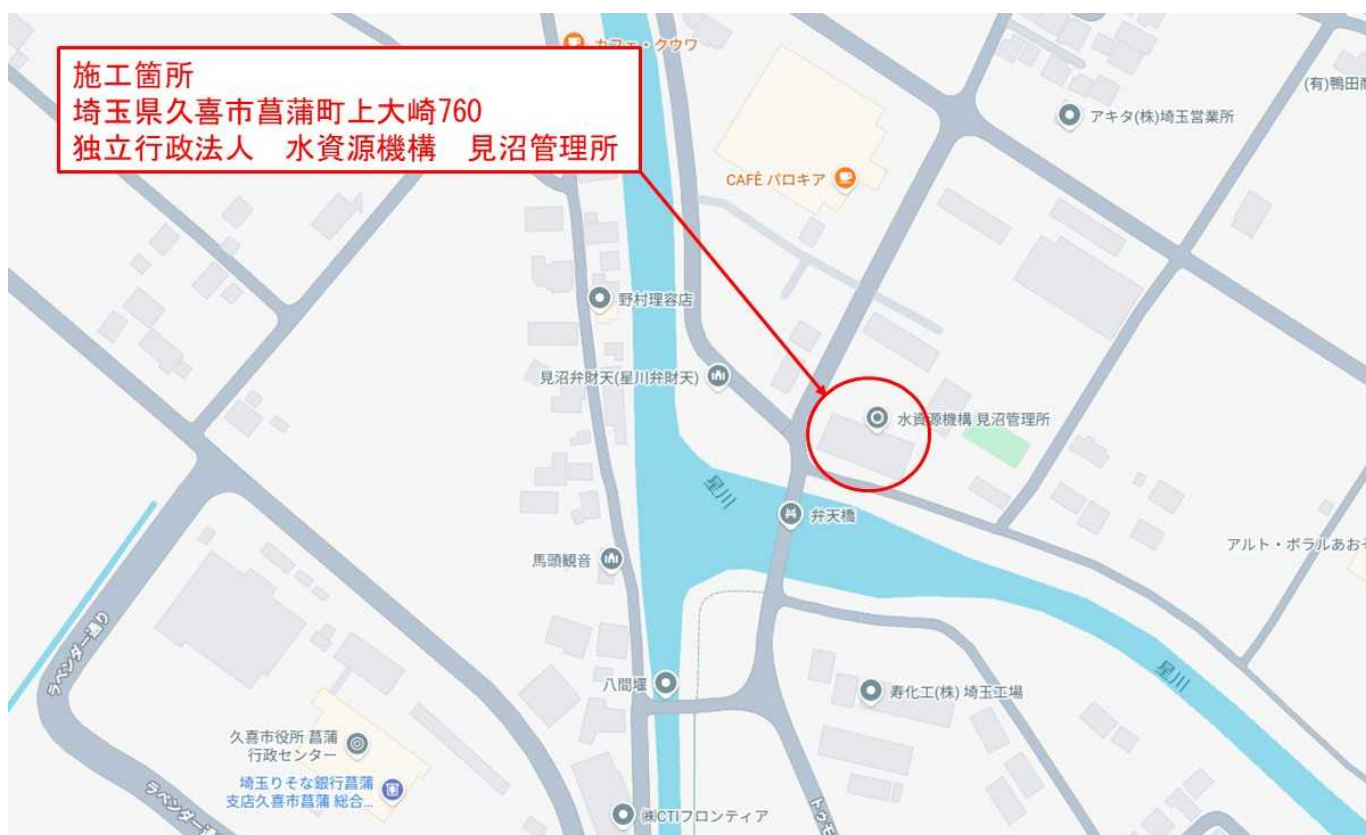 カフェ・クウワ
施工箇所
埼玉県久喜市菖蒲町上大崎760
独立行政法人　水資源機構　見沼管理所
(有)鴨田商
アキタ(株)埼玉営業所
CAFÉ パロキア
野村理容店
見沼弁財天(星川弁財天)
水資源機構 見沼管理所
星川
弁天橋
馬頭観音
アルト・ボラルあおぞ
ラベンダー通り
八間堰
寿化工(株) 埼玉工場
星川
久喜市役所 菖蒲
行政センター
埼玉りそな銀行菖蒲
支店久喜市菖蒲 総合...
ラベンダー通り
㈱CTIフロンティア
トゥモ